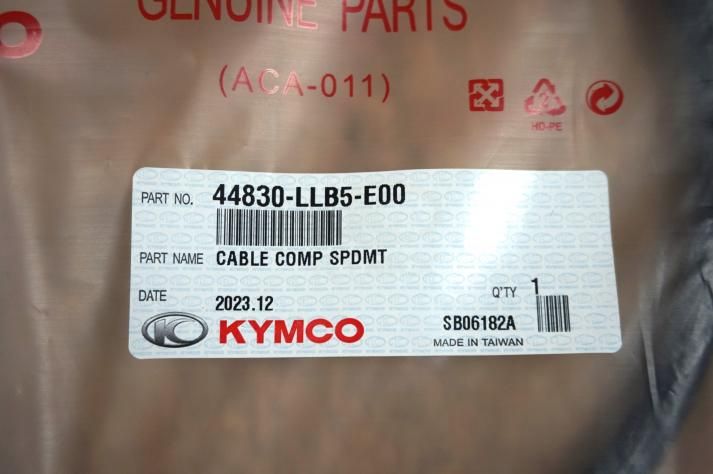 GENUINE PARTS
O
(ACA-011)
HD-PE
PART NO. 44830-LLB5-E00
PART NAME CABLE COMP SPDMT
DATE 2023.12
Q'TY 1
KYMCO
SB06182A
MADE IN TAIWAN